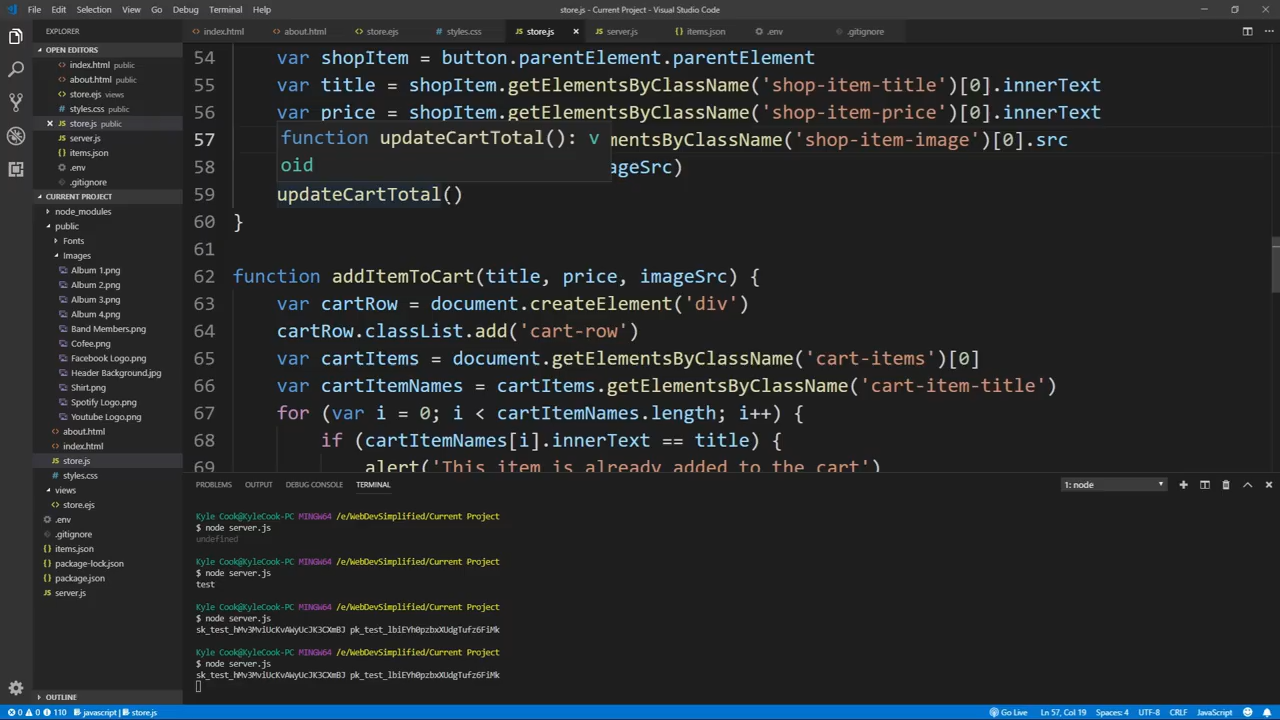 File Edit Selection View Go Debug Terminal Help
store.js - Current Project - Visual Studio Code
EXPLORER
index.html about.html store.ejs styles.css store.js server.js items.json .env .gitignore
OPEN EDITORS
index.html public
about.html public
store.ejs views
styles.css public
store.js public
server.js
items.json
.env
.gitignore
CURRENT PROJECT
node_modules
public
Fonts
Images
Album 1.png
Album 2.png
Album 3.png
Album 4.png
Band Members.png
Cofee.png
Facebook Logo.png
Header Background.jpg
Shirt.png
Spotify Logo.png
Youtube Logo.png
about.html
index.html
store.js
styles.css
views
store.ejs
.env
.gitignore
items.json
package-lock.json
package.json
server.js
OUTLINE
54 var shopItem = button.parentElement.parentElement
55 var title = shopItem.getElementsByClassName('shop-item-title')[0].innerText
56 var price = shopItem.getElementsByClassName('shop-item-price')[0].innerText
function updateCartTotal(): v
oid
57 mentsByClassName('shop-item-image')[0].src
58 ageSrc)
59 updateCartTotal()
60 }
61
62 function addItemToCart(title, price, imageSrc) {
63 var cartRow = document.createElement('div')
64 cartRow.classList.add('cart-row')
65 var cartItems = document.getElementsByClassName('cart-items')[0]
66 var cartItemNames = cartItems.getElementsByClassName('cart-item-title')
67 for (var i = 0; i < cartItemNames.length; i++) {
68 if (cartItemNames[i].innerText == title) {
69 alert('This item is already added to the cart')
PROBLEMS OUTPUT DEBUG CONSOLE TERMINAL
1: node
Kyle Cook@KyleCook-PC MINGW64 /e/WebDevSimplified/Current Project
$ node server.js
undefined
Kyle Cook@KyleCook-PC MINGW64 /e/WebDevSimplified/Current Project
$ node server.js
test
Kyle Cook@KyleCook-PC MINGW64 /e/WebDevSimplified/Current Project
$ node server.js
sk_test_hMv3MviUcKvAWyUcJK3CXmBJ pk_test_lbiEYh0pzbxXUdgTufz6FiMk
Kyle Cook@KyleCook-PC MINGW64 /e/WebDevSimplified/Current Project
$ node server.js
sk_test_hMv3MviUcKvAWyUcJK3CXmBJ pk_test_lbiEYh0pzbxXUdgTufz6FiMk
0 0 110 javascript store.js
Go Live Ln 57, Col 19 Spaces: 4 UTF-8 CRLF JavaScript